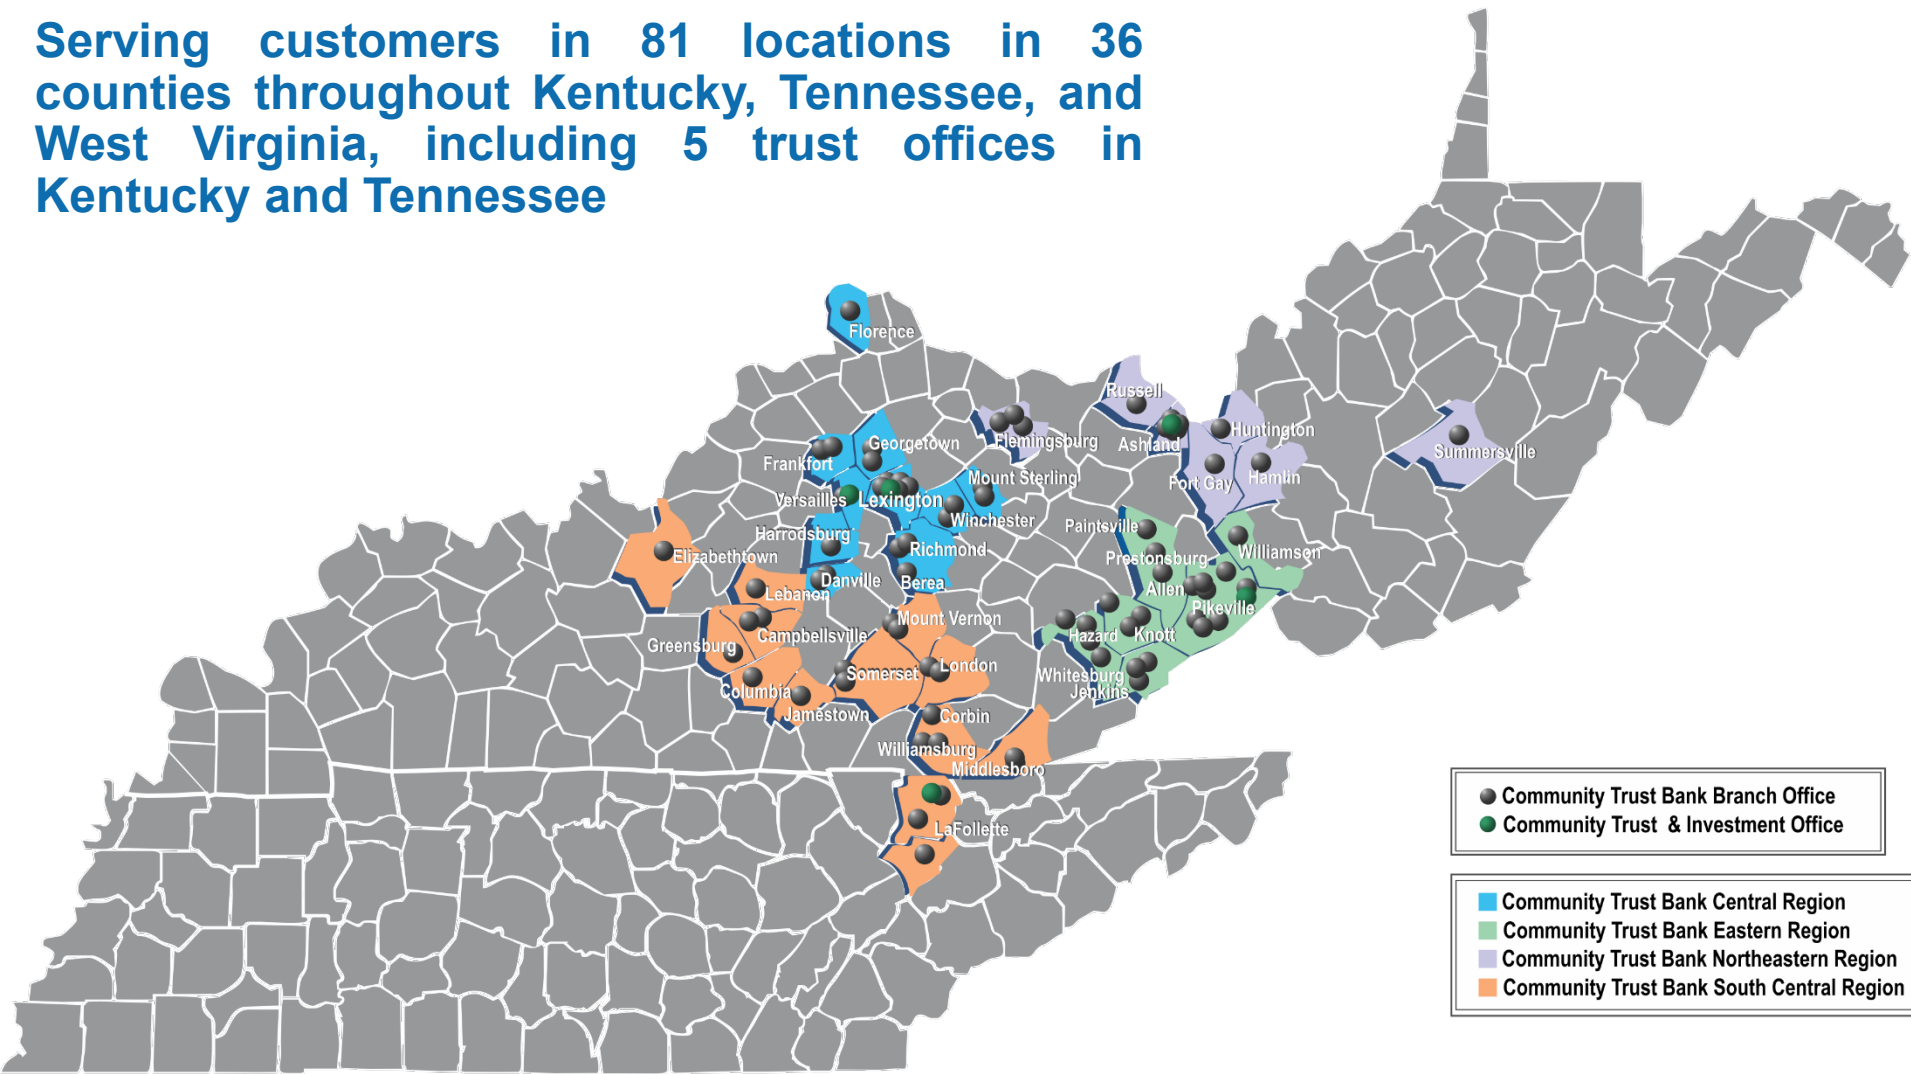 Serving customers in 81 locations in 36
counties throughout Kentucky, Tennessee, and
West Virginia, including 5 trust offices in
Kentucky and Tennessee
Florence
Russell
Georgetown
Flemingsburg
Ashland
Huntington
Summersville
Frankfort
Mount Sterling
Fort Gay
Hamlin
Versailles
Lexington
Winchester
Paintsville
Harrodsburg
Richmond
Elizabethtown
Prestonsburg
Williamson
Danville
Berea
Lebanon
Allen
Pikeville
Mount Vernon
Campbellsville
Greensburg
Hazard
Knott
Somerset
London
Whitesburg
Columbia
Jenkins
Jamestown
Corbin
Williamsburg
Middlesboro
LaFollette
Community Trust Bank Branch Office
Community Trust & Investment Office
Community Trust Bank Central Region
Community Trust Bank Eastern Region
Community Trust Bank Northeastern Region
Community Trust Bank South Central Region